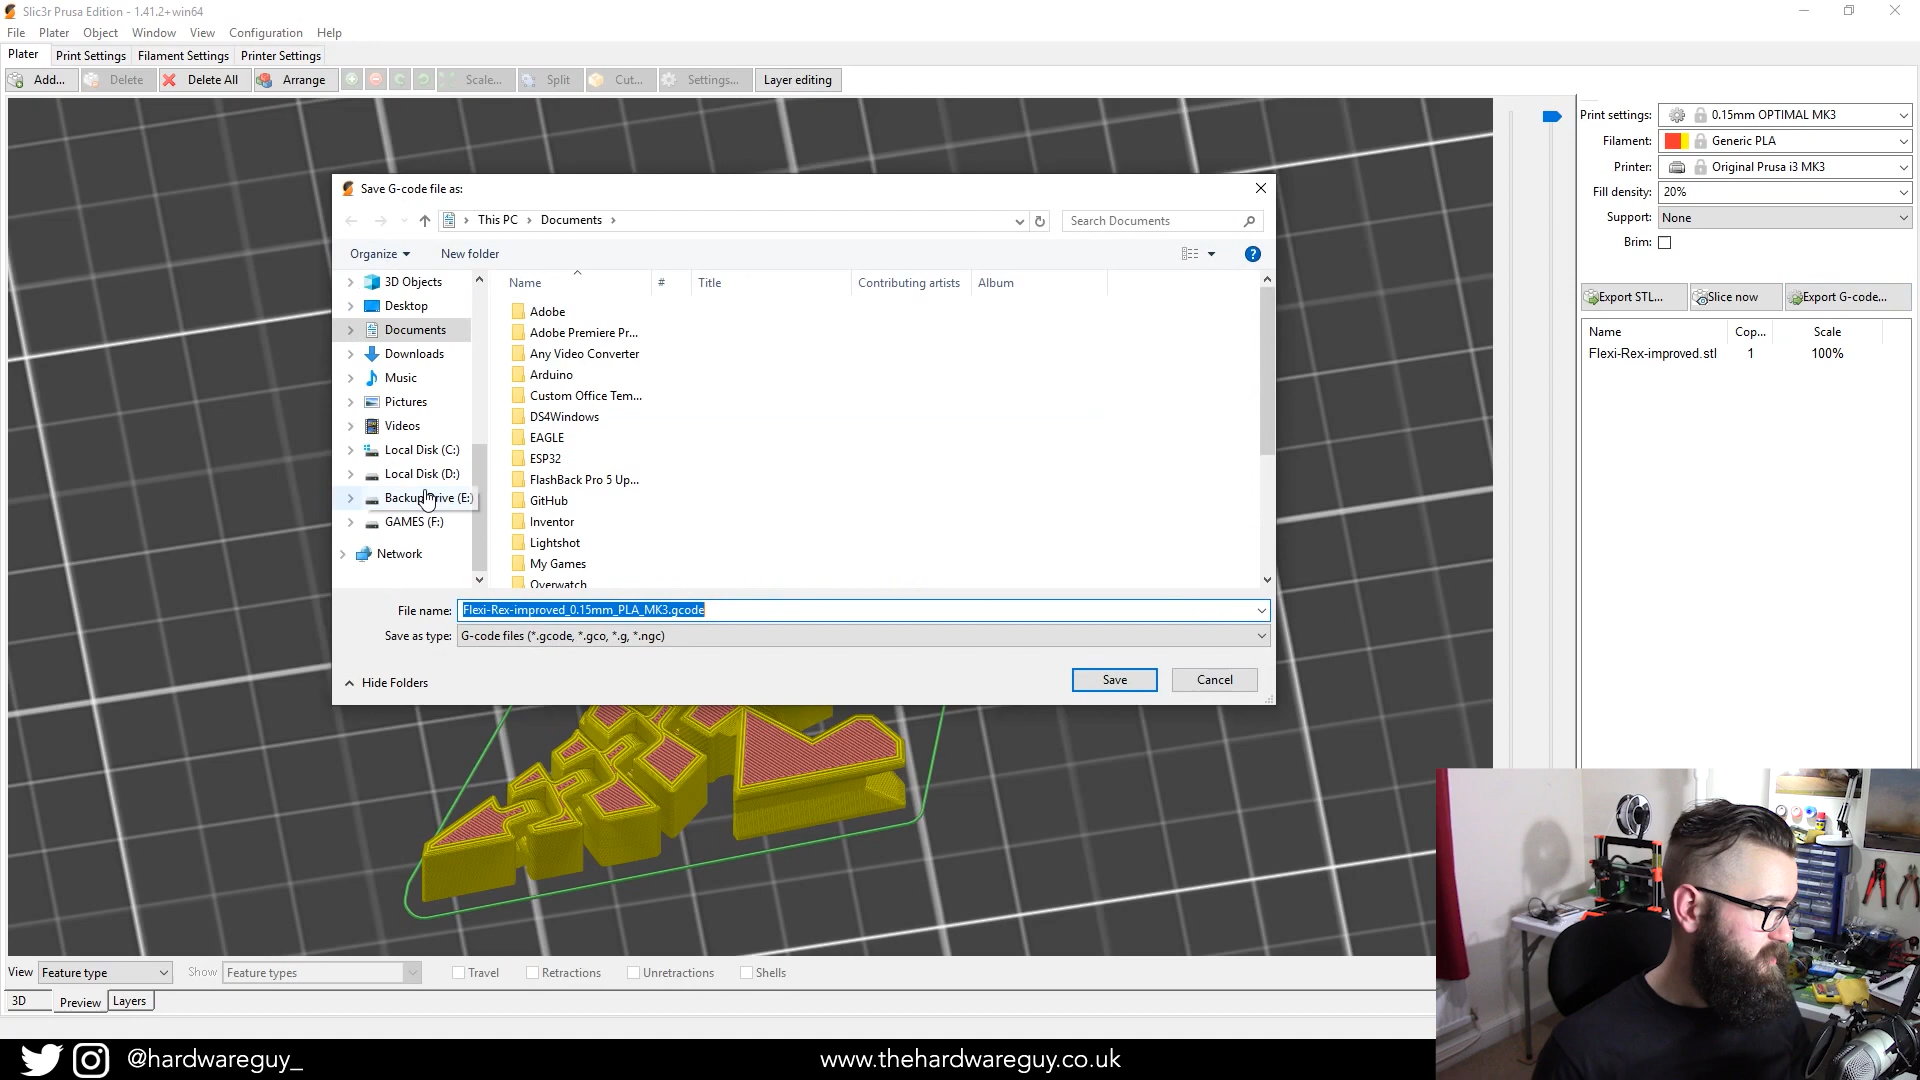 Slic3r Prusa Edition - 1.41.2+win64
File Plater Object Window View Configuration Help
Plater Print Settings Filament Settings Printer Settings
Add... Delete Delete All Arrange Scale... Split Cut... Settings... Layer editing
Print settings: 0.15mm OPTIMAL MK3
Filament: Generic PLA
Printer: Original Prusa i3 MK3
Fill density: 20%
Support: None
Brim:
Export STL... Slice now Export G-code...
Name Cop... Scale
Flexi-Rex-improved.stl 1 100%
Save G-code file as:
This PC Documents
Search Documents
Organize New folder
3D Objects
Desktop
Documents
Downloads
Music
Pictures
Videos
Local Disk (C:)
Local Disk (D:)
Backup Drive (E:)
GAMES (F:)
Network
Name # Title Contributing artists Album
Adobe
Adobe Premiere Pr...
Any Video Converter
Arduino
Custom Office Tem...
DS4Windows
EAGLE
ESP32
FlashBack Pro 5 Up...
GitHub
Inventor
Lightshot
My Games
Overwatch
File name: Flexi-Rex-improved_0.15mm_PLA_MK3.gcode
Save as type: G-code files (*.gcode, *.gco, *.g, *.ngc)
Hide Folders Save Cancel
View Feature type Show Feature types Travel Retractions Unretractions Shells
3D Preview Layers
@hardwareguy_ www.thehardwareguy.co.uk